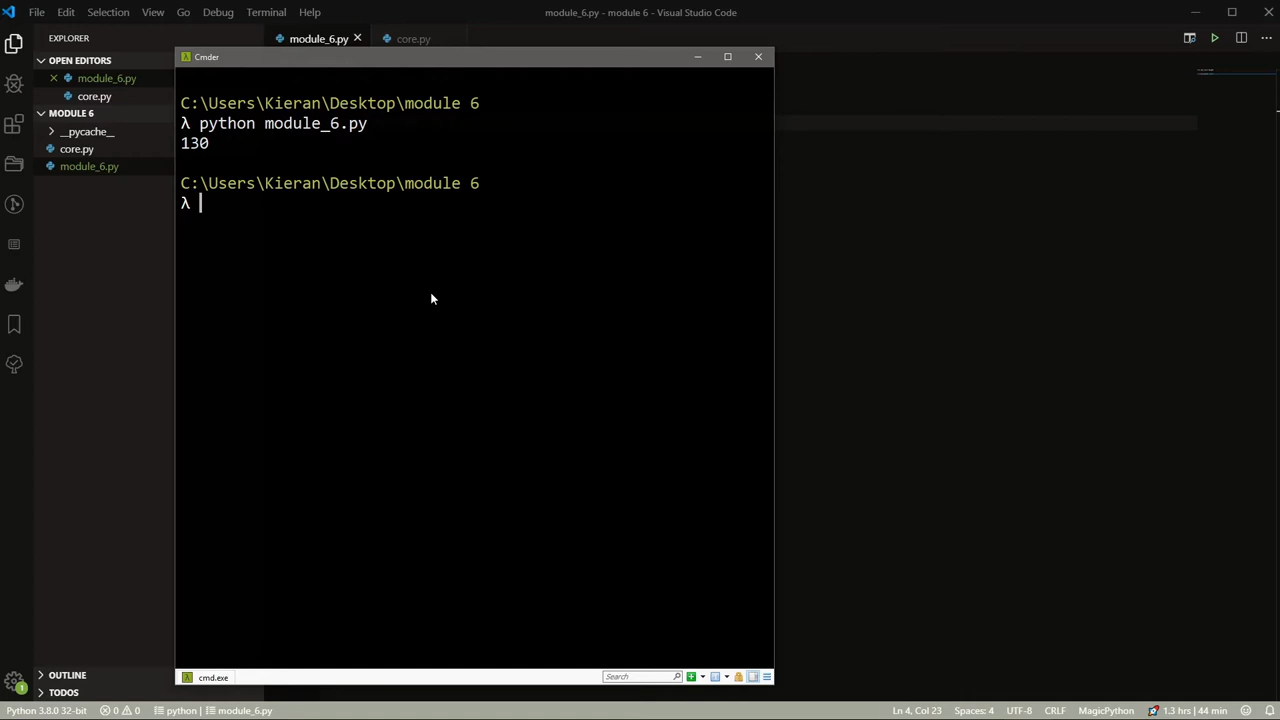 File Edit Selection View Go Debug Terminal Help module_6.py - module 6 - Visual Studio Code
EXPLORER
module_6.py
core.py
OPEN EDITORS
module_6.py
core.py
MODULE 6
__pycache__
core.py
module_6.py
Cmder
C:\Users\Kieran\Desktop\module 6
λ python module_6.py
130
C:\Users\Kieran\Desktop\module 6
λ
cmd.exe
Search
OUTLINE
TODOS
1
Python 3.8.0 32-bit 0 0 python module_6.py Ln 4, Col 23 Spaces: 4 UTF-8 CRLF MagicPython 1.3 hrs | 44 min